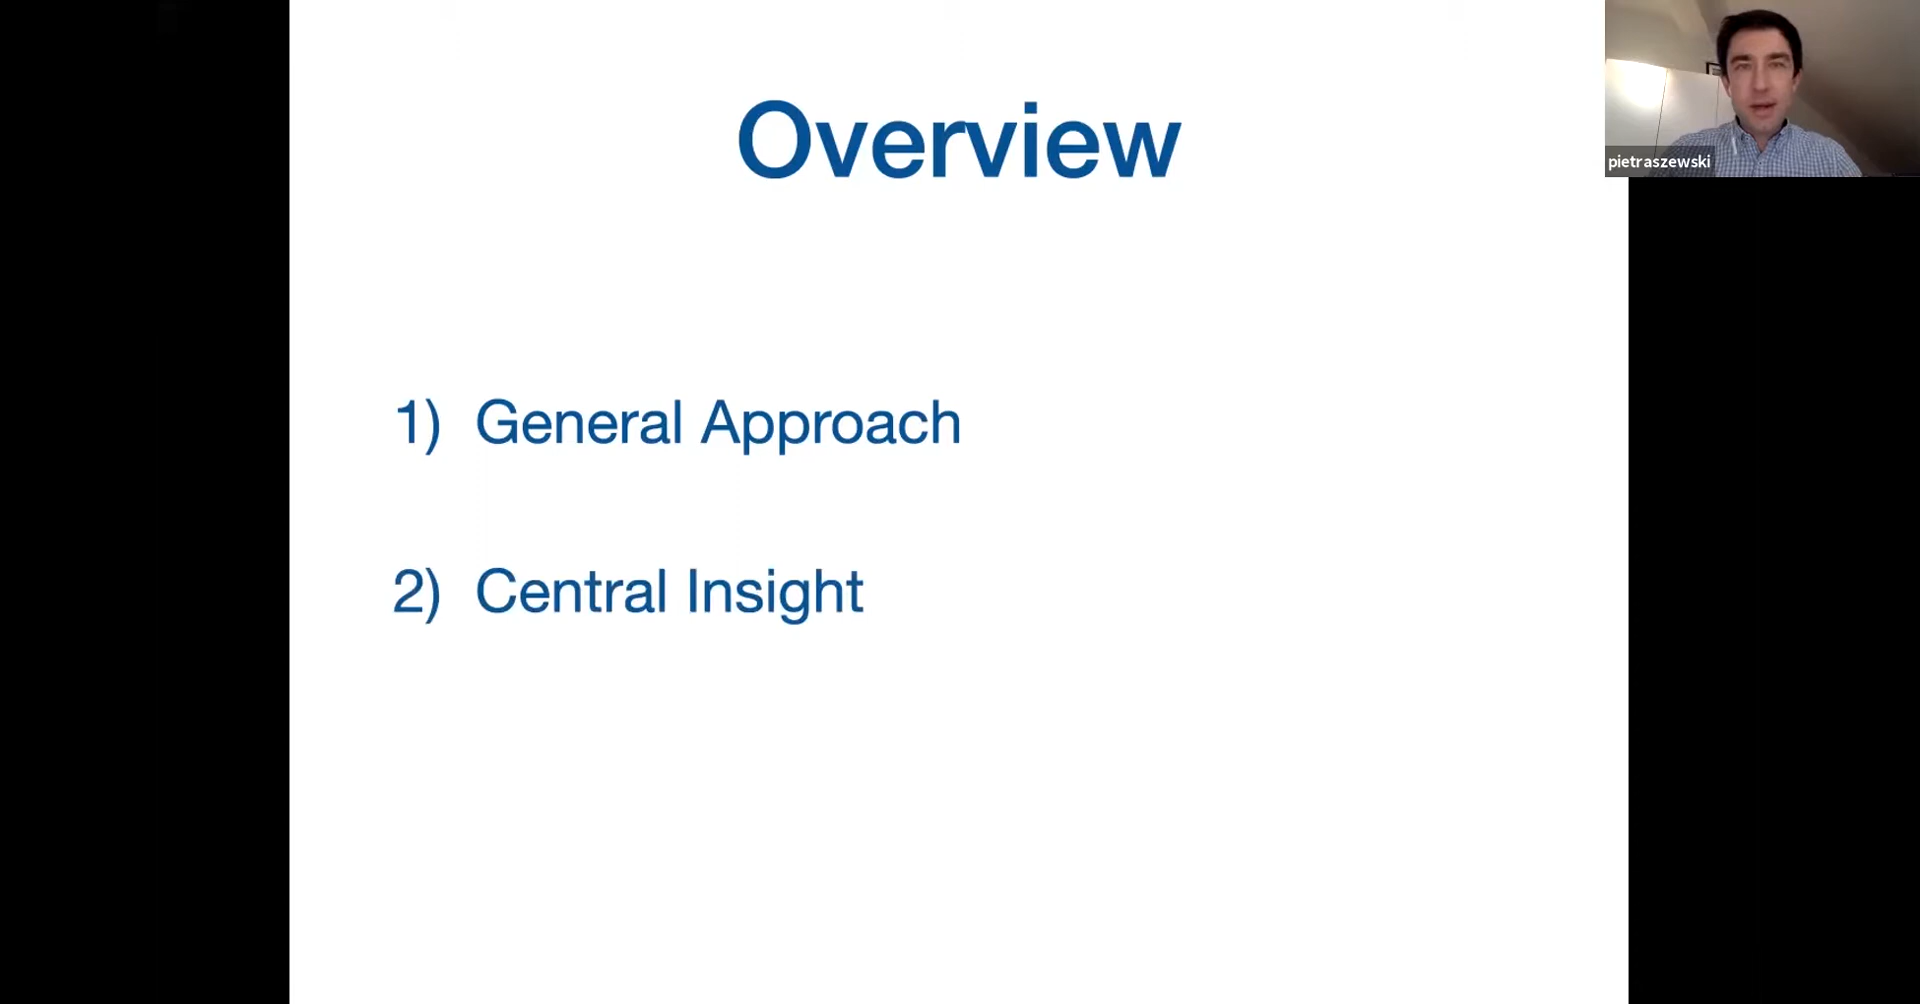 Overview
pietraszewski
1) General Approach
2) Central Insight